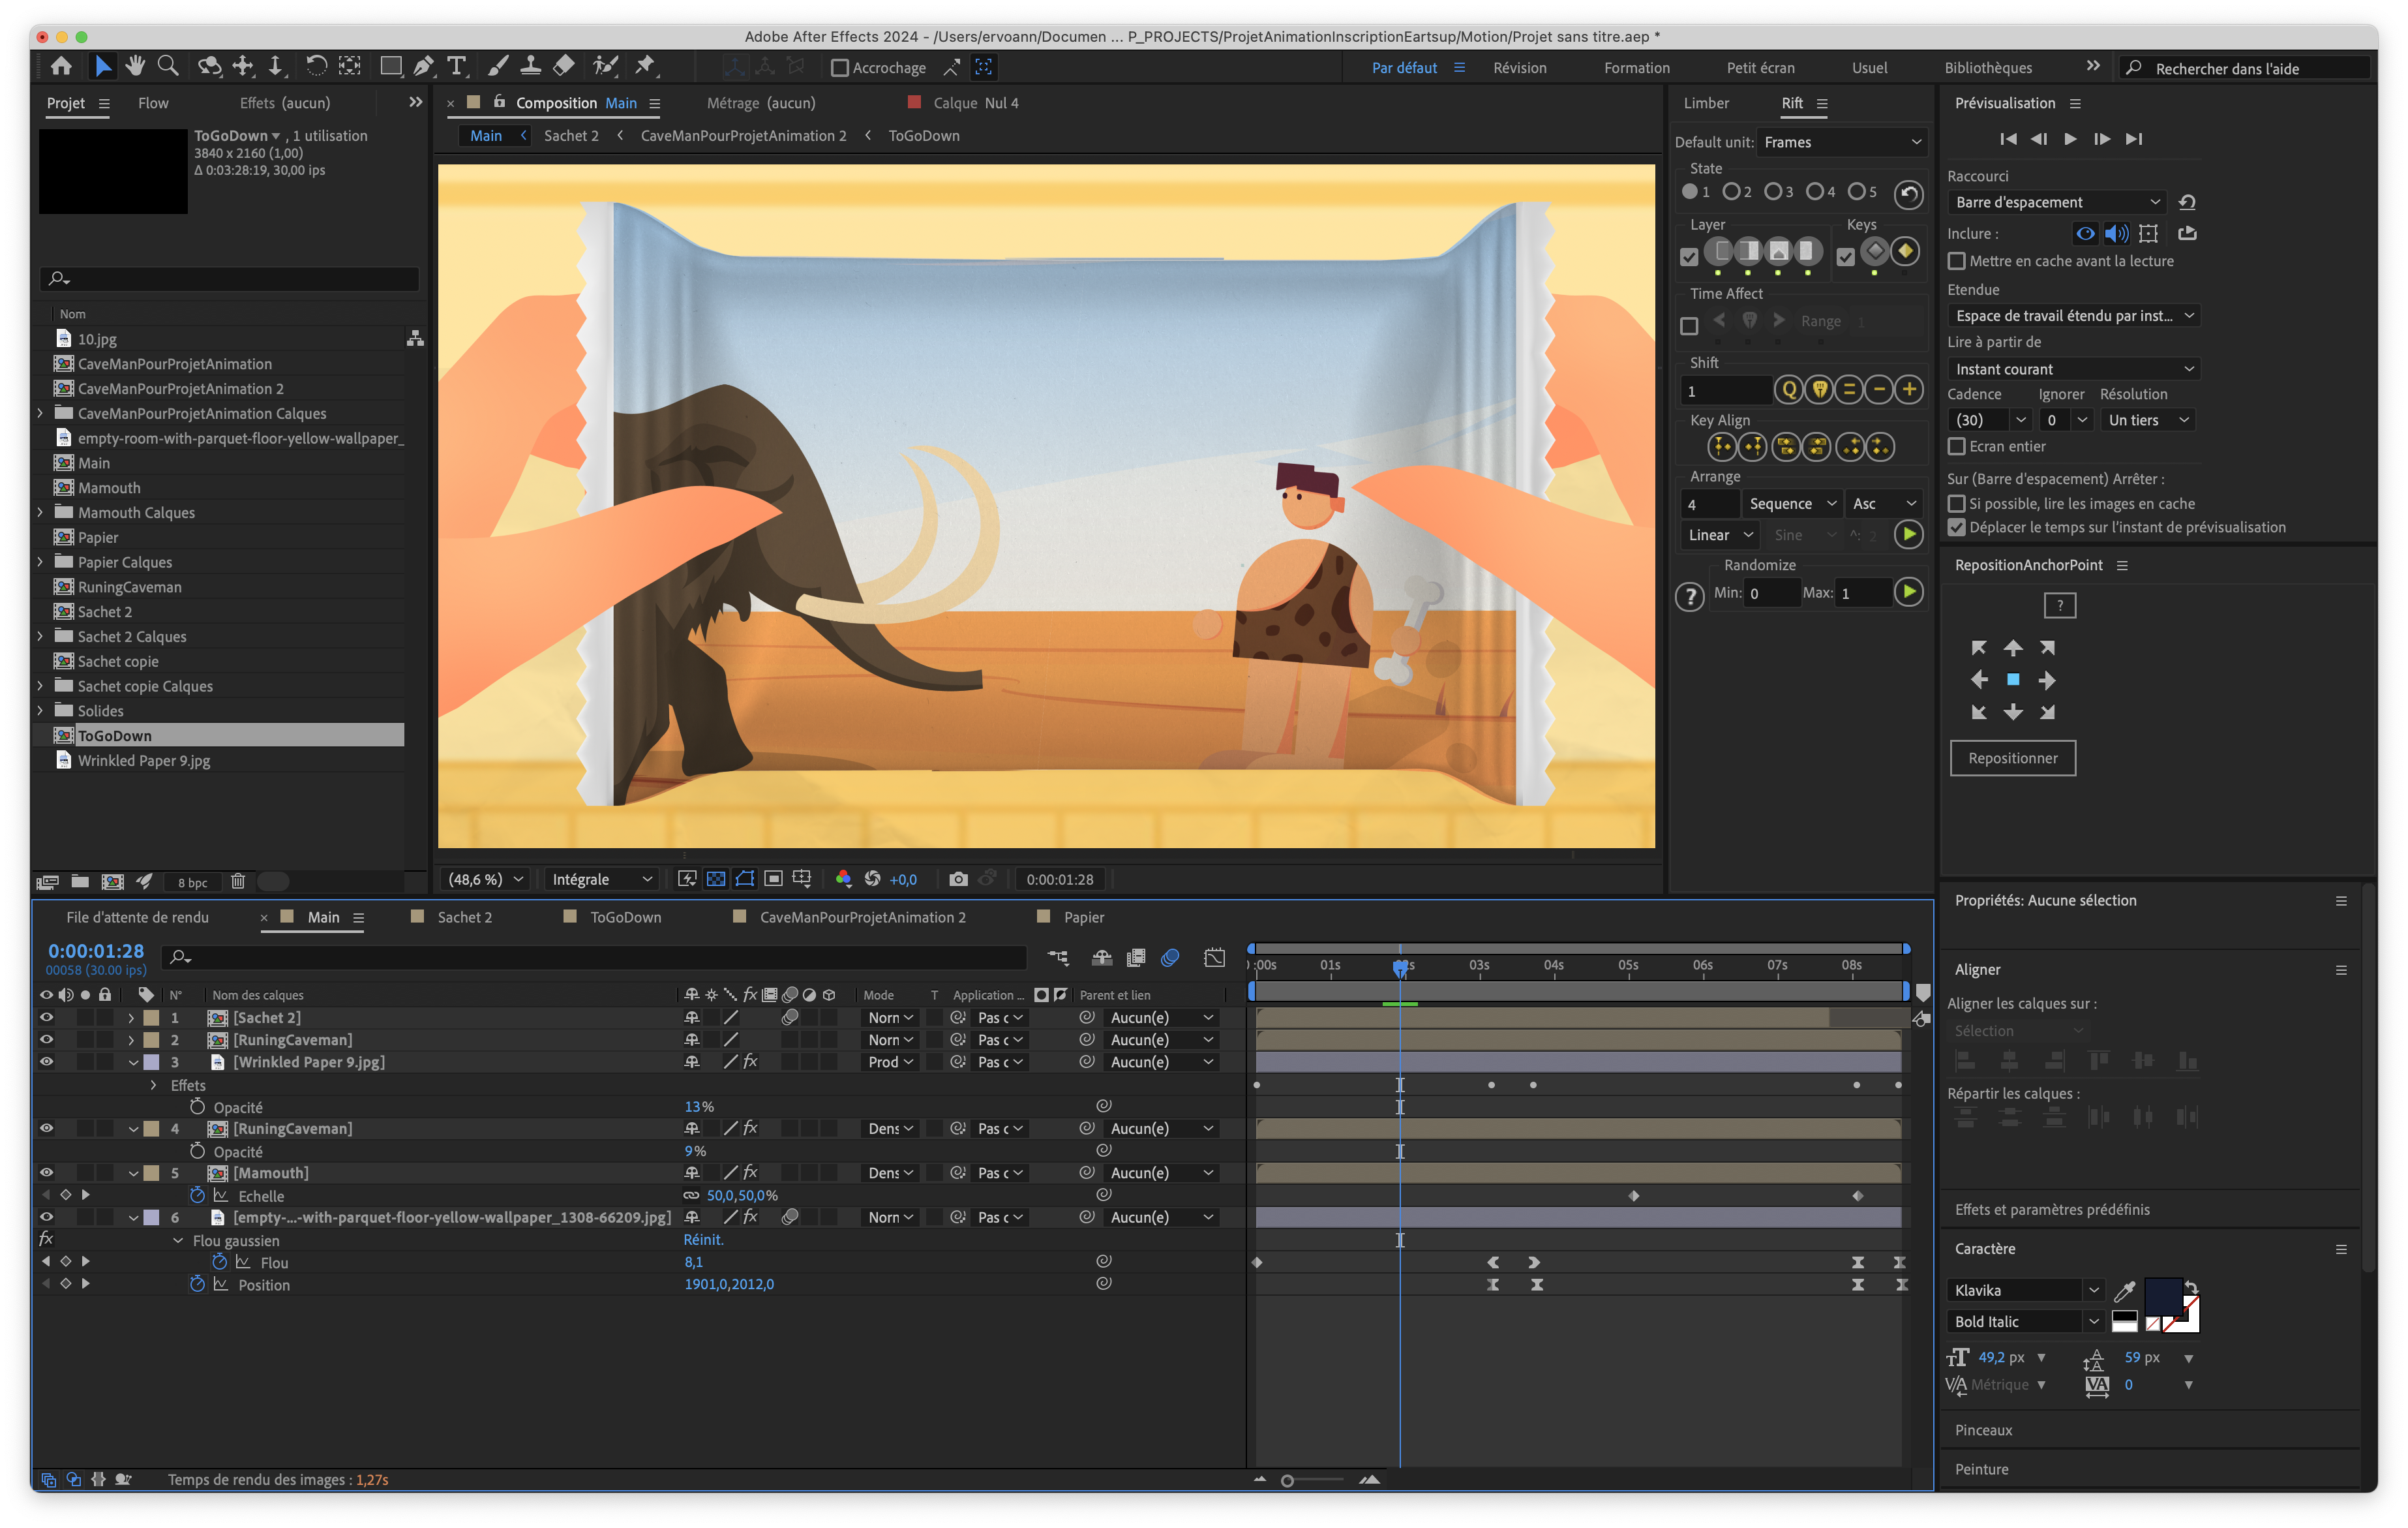 Adobe After Effects 2024 - /Users/ervoann/Documen ... P_PROJECTS/ProjetAnimationInscriptionEartsup/Motion/Projet sans titre.aep *
Accrochage
Par défaut
Révision
Formation
Petit écran
Usuel
Bibliothèques
Rechercher dans l'aide
Projet
Flow
Effets (aucun)
Composition Main
Métrage (aucun)
Calque Nul 4
Main
Sachet 2
CaveManPourProjetAnimation 2
ToGoDown
ToGoDown , 1 utilisation
3840 x 2160 (1,00)
Δ 0:03:28:19, 30,00 ips
Nom
10.jpg
CaveManPourProjetAnimation
CaveManPourProjetAnimation 2
CaveManPourProjetAnimation Calques
empty-room-with-parquet-floor-yellow-wallpaper_
Main
Mamouth
Mamouth Calques
Papier
Papier Calques
RuningCaveman
Sachet 2
Sachet 2 Calques
Sachet copie
Sachet copie Calques
Solides
ToGoDown
Wrinkled Paper 9.jpg
8 bpc
(48,6 %)
Intégrale
+0,0
0:00:01:28
Limber
Rift
Default unit: Frames
State
1 2 3 4 5
Layer
Keys
Time Affect
Range 1
Shift
1
Q = − +
Key Align
Arrange
4 Sequence Asc
Linear Sine ^: 2
Randomize
? Min: 0 Max: 1
Prévisualisation
Raccourci
Barre d'espacement
Inclure :
Mettre en cache avant la lecture
Etendue
Espace de travail étendu par inst...
Lire à partir de
Instant courant
Cadence Ignorer Résolution
(30) 0 Un tiers
Ecran entier
Sur (Barre d'espacement) Arrêter :
Si possible, lire les images en cache
Déplacer le temps sur l'instant de prévisualisation
RepositionAnchorPoint
?
Repositionner
Propriétés: Aucune sélection
Aligner
Aligner les calques sur :
Sélection
Répartir les calques :
Effets et paramètres prédéfinis
Caractère
Klavika
Bold Italic
49,2 px
59 px
Métrique
0
Pinceaux
Peinture
File d'attente de rendu
Main
Sachet 2
ToGoDown
CaveManPourProjetAnimation 2
Papier
0:00:01:28
00058 (30.00 ips)
:00s 01s 02s 03s 04s 05s 06s 07s 08s
N° Nom des calques
fx
Mode T Application ... Parent et lien
1 [Sachet 2] Norn Pas c Aucun(e)
2 [RuningCaveman] Norn Pas c Aucun(e)
3 [Wrinkled Paper 9.jpg] fx Prod Pas c Aucun(e)
Effets
Opacité 13%
4 [RuningCaveman] fx Dens Pas c Aucun(e)
Opacité 9%
5 [Mamouth] fx Dens Pas c Aucun(e)
Echelle 50,0,50,0%
6 [empty-...-with-parquet-floor-yellow-wallpaper_1308-66209.jpg] fx Norn Pas c Aucun(e)
fx Flou gaussien Réinit.
Flou 8,1
Position 1901,0,2012,0
Temps de rendu des images : 1,27s